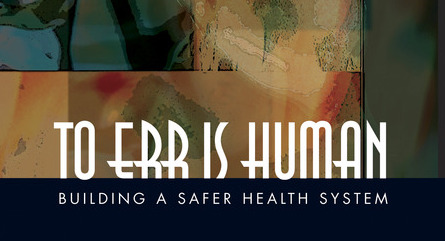 TO ERR IS HUMAN
BUILDING A SAFER HEALTH SYSTEM